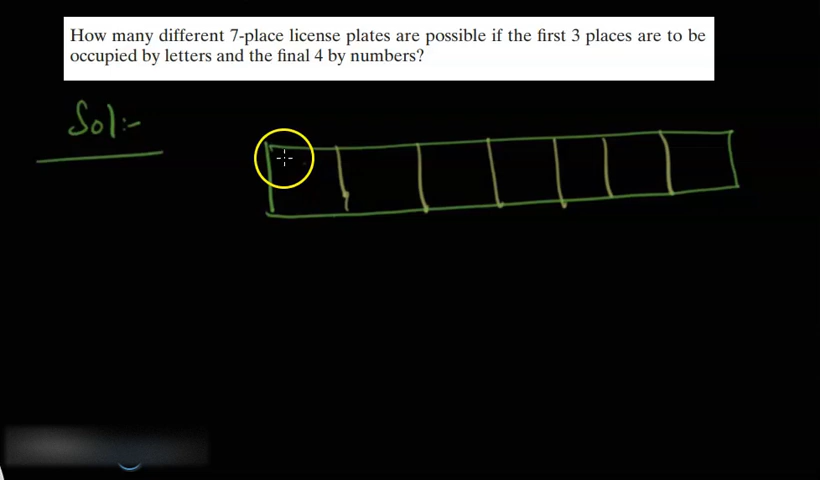 How many different 7-place license plates are possible if the first 3 places are to be
occupied by letters and the final 4 by numbers?
Sol:-